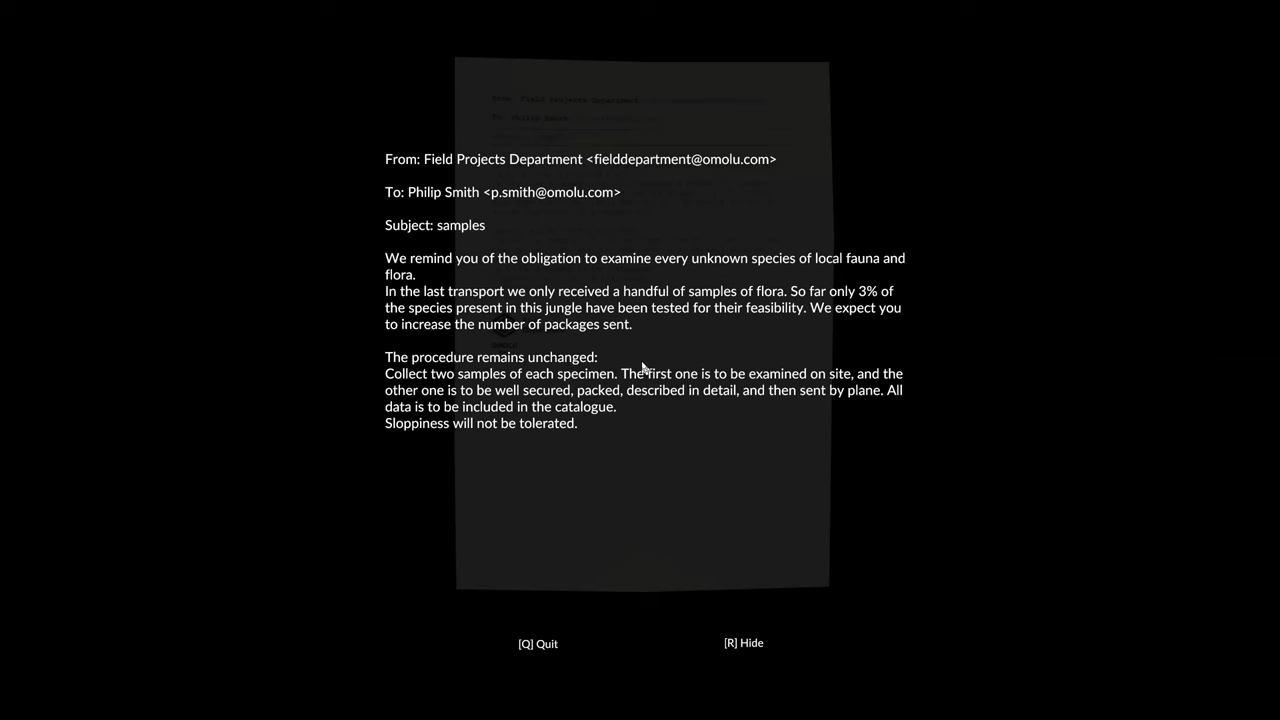 From: Field Projects Department <fielddepartment@omolu.com>
To: Philip Smith <p.smith@omolu.com>
Subject: samples
We remind you of the obligation to examine every unknown species of local fauna and
flora.
In the last transport we only received a handful of samples of flora. So far only 3% of
the species present in this jungle have been tested for their feasibility. We expect you
to increase the number of packages sent.
The procedure remains unchanged:
Collect two samples of each specimen. The first one is to be examined on site, and the
other one is to be well secured, packed, described in detail, and then sent by plane. All
data is to be included in the catalogue.
Sloppiness will not be tolerated.
[Q] Quit
[R] Hide